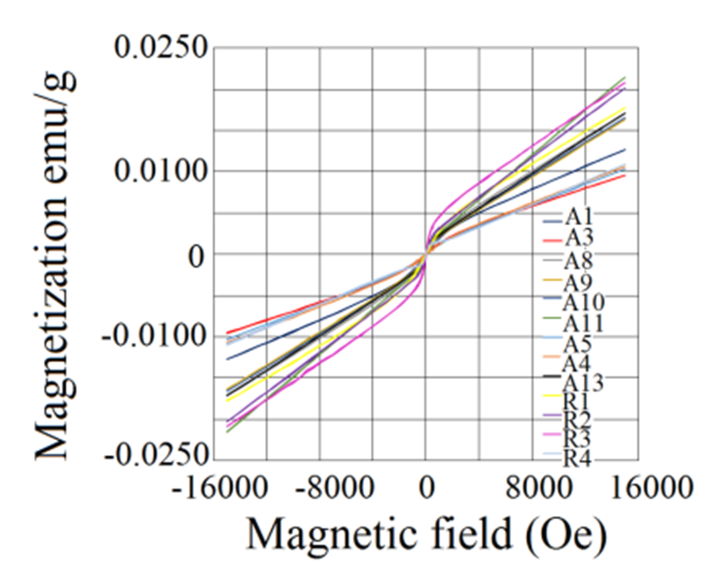 0.0250
0.0100
0
-0.0100
-0.0250
Magnetization emu/g
-16000 -8000 0 8000 16000
Magnetic field (Oe)
A1
A3
A8
A9
A10
A11
A5
A4
A13
R1
R2
R3
R4